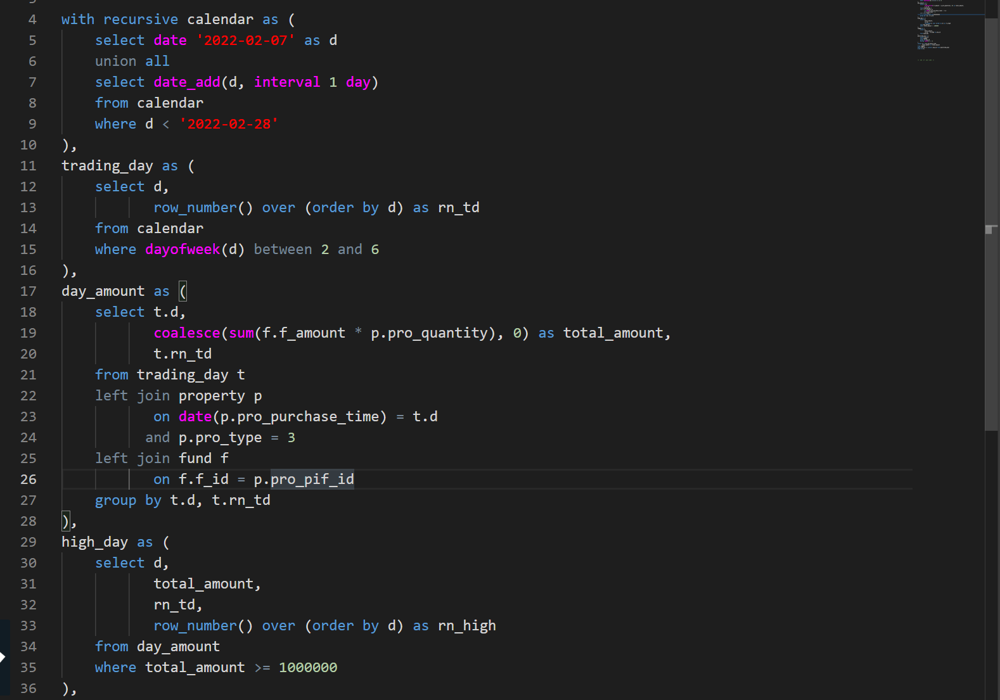 4 with recursive calendar as (
5 select date '2022-02-07' as d
6 union all
7 select date_add(d, interval 1 day)
8 from calendar
9 where d < '2022-02-28'
10 ),
11 trading_day as (
12 select d,
13 row_number() over (order by d) as rn_td
14 from calendar
15 where dayofweek(d) between 2 and 6
16 ),
17 day_amount as (
18 select t.d,
19 coalesce(sum(f.f_amount * p.pro_quantity), 0) as total_amount,
20 t.rn_td
21 from trading_day t
22 left join property p
23 on date(p.pro_purchase_time) = t.d
24 and p.pro_type = 3
25 left join fund f
26 on f.f_id = p.pro_pif_id
27 group by t.d, t.rn_td
28 ),
29 high_day as (
30 select d,
31 total_amount,
32 rn_td,
33 row_number() over (order by d) as rn_high
34 from day_amount
35 where total_amount >= 1000000
36 ),